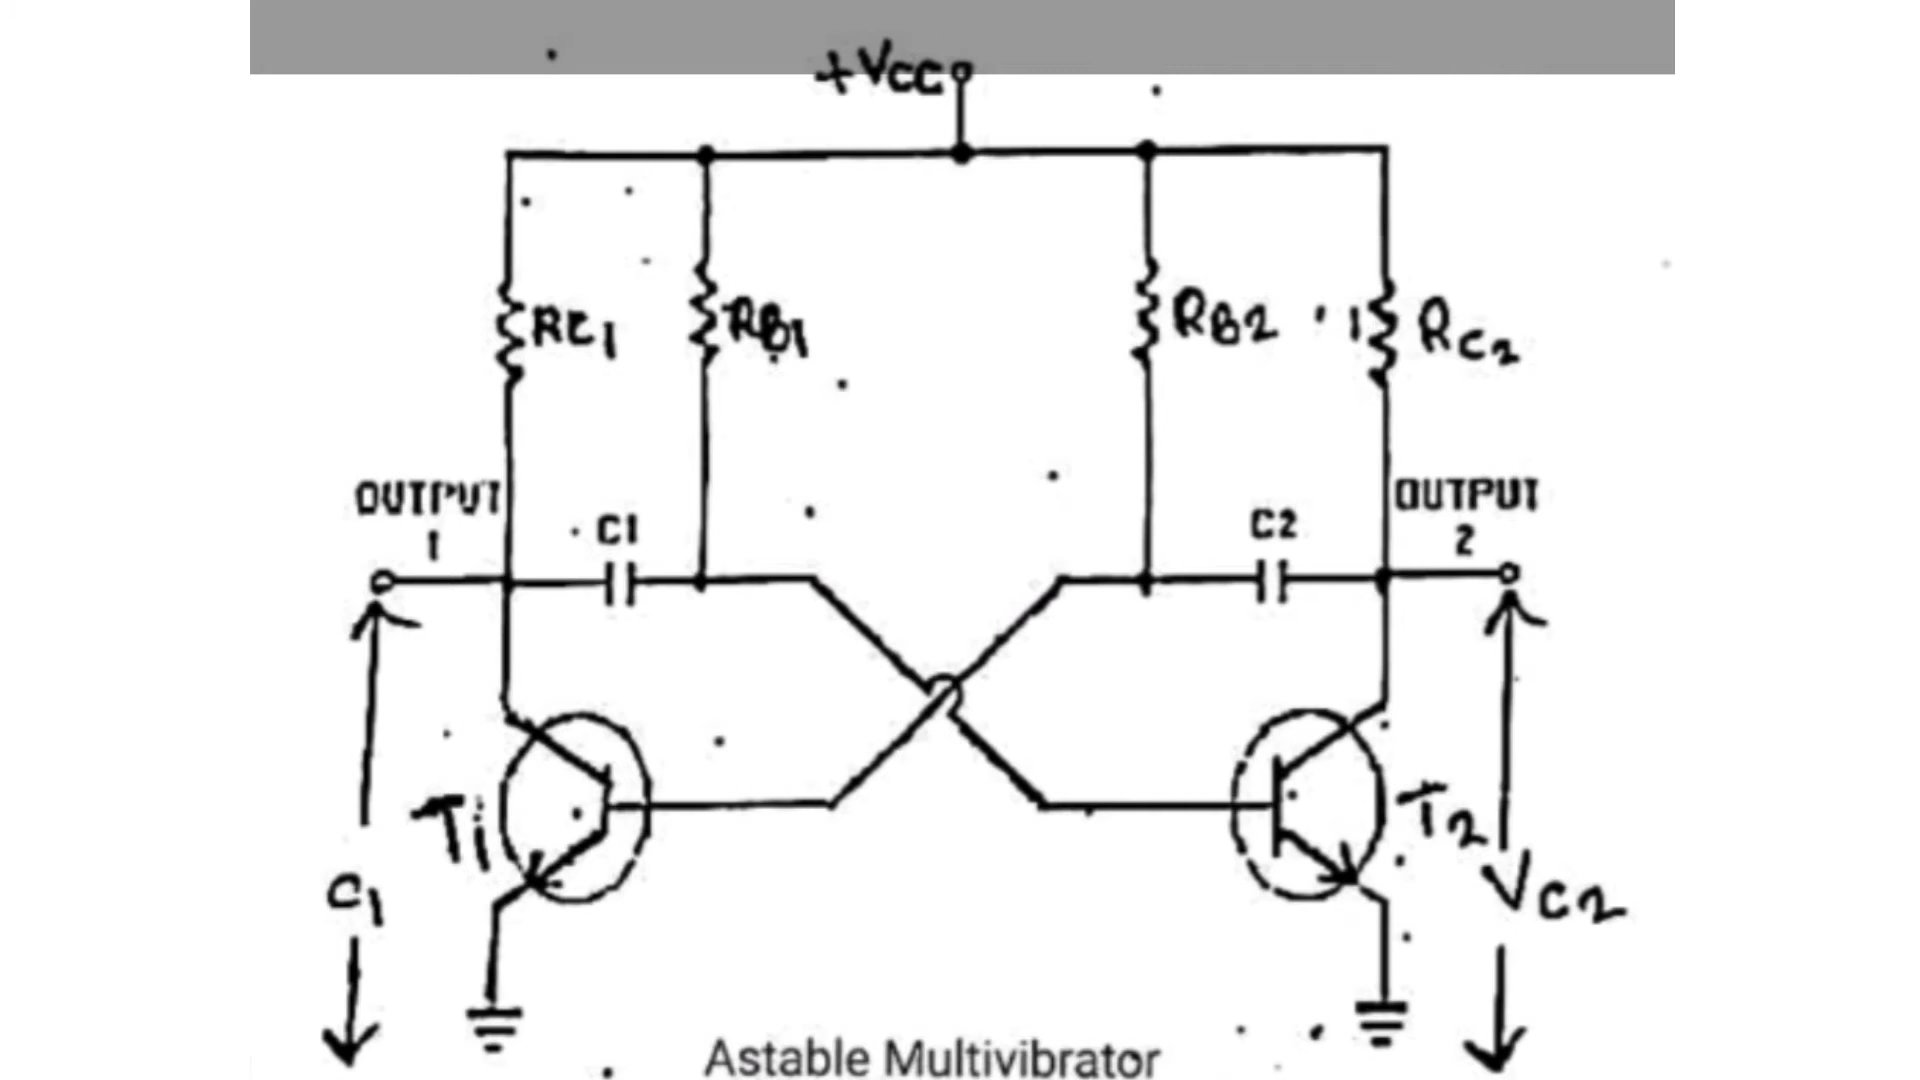 +Vcc
RC1
RB1
RB2
RC2
OUTPUT
1
C1
C2
OUTPUT
2
T1
T2
C1
VC2
Astable Multivibrator